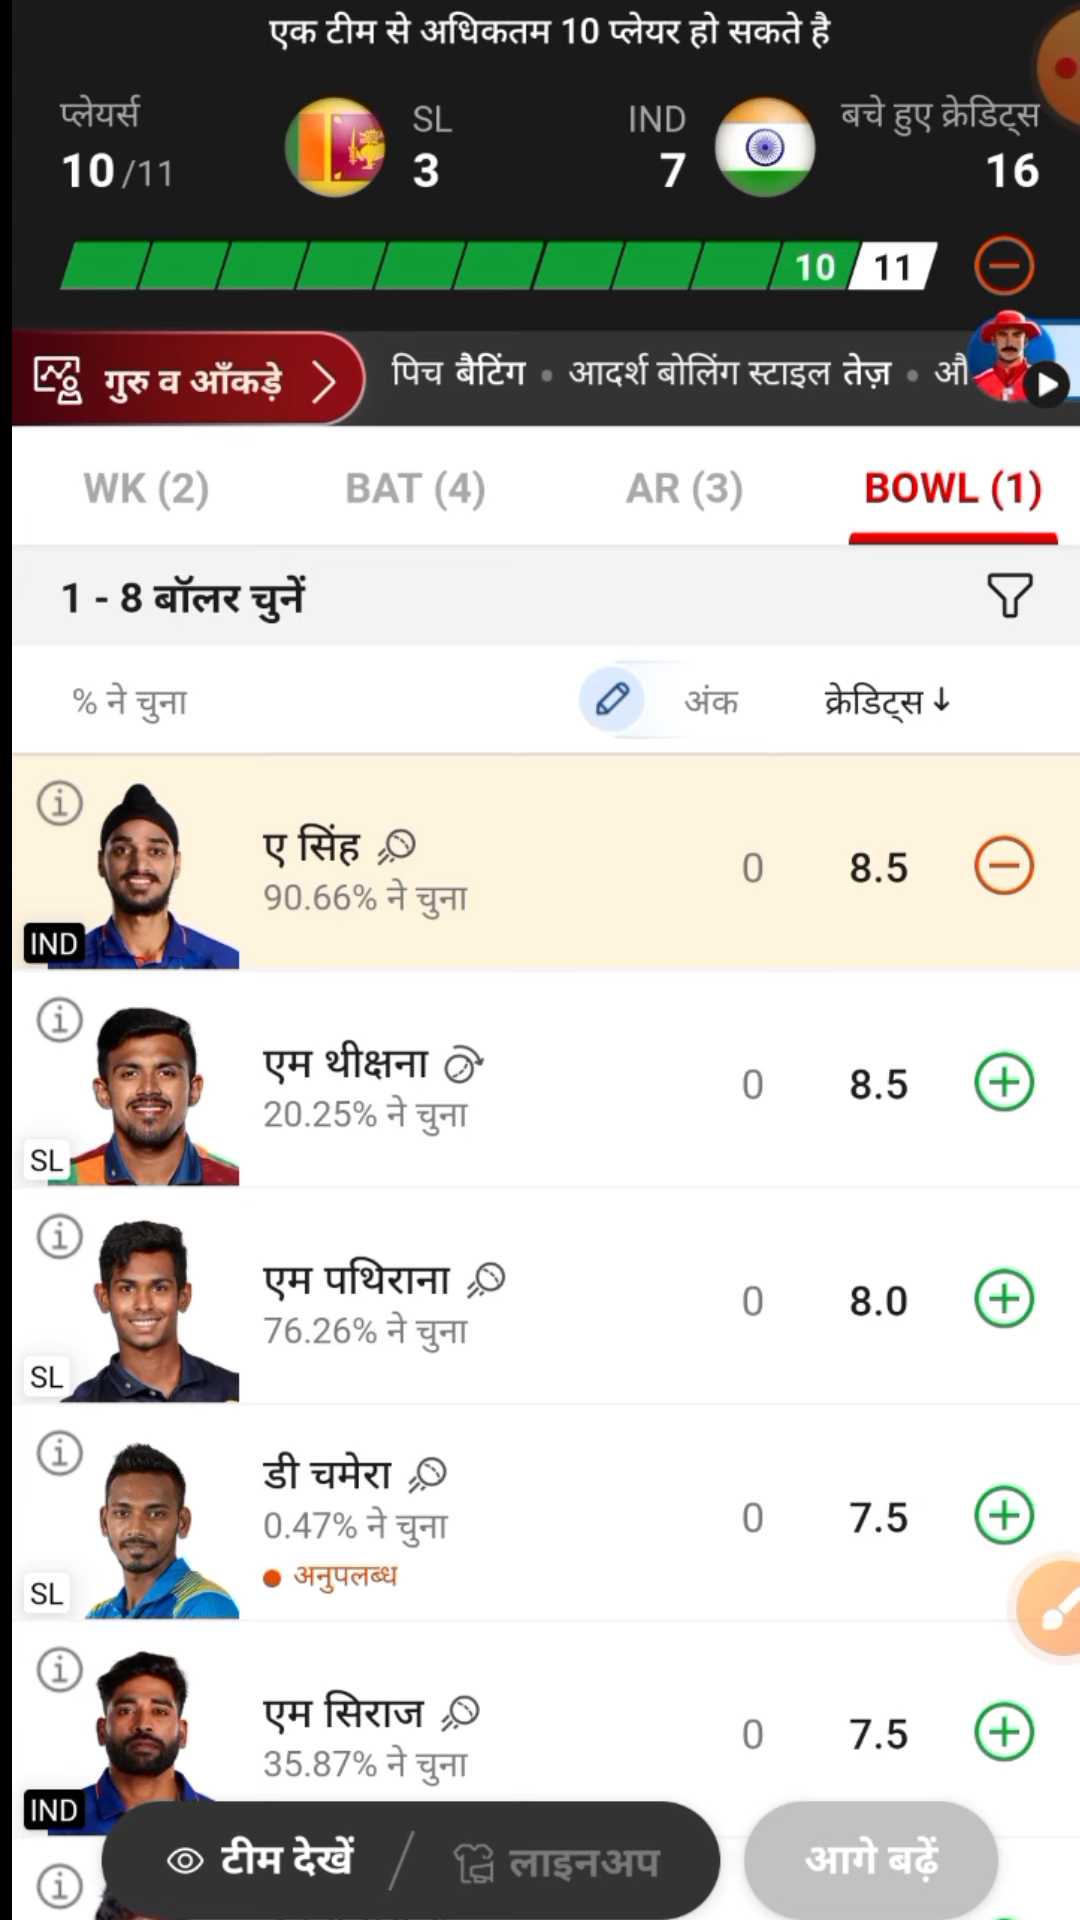 एक टीम से अधिकतम 10 प्लेयर हो सकते है
प्लेयर्स SL IND बचे हुए क्रेडिट्स
10/11 3 7 16
10 11
गुरु व आँकड़े पिच बैटिंग • आदर्श बोलिंग स्टाइल तेज़ • औ
WK (2) BAT (4) AR (3) BOWL (1)
1 - 8 बॉलर चुनें
% ने चुना अंक क्रेडिट्स ↓
ए सिंह 0 8.5
90.66% ने चुना
IND
एम थीक्षना 0 8.5
20.25% ने चुना
SL
एम पथिराना 0 8.0
76.26% ने चुना
SL
डी चमेरा 0 7.5
0.47% ने चुना
अनुपलब्ध
SL
एम सिराज 0 7.5
35.87% ने चुना
IND
टीम देखें / लाइनअप आगे बढ़ें